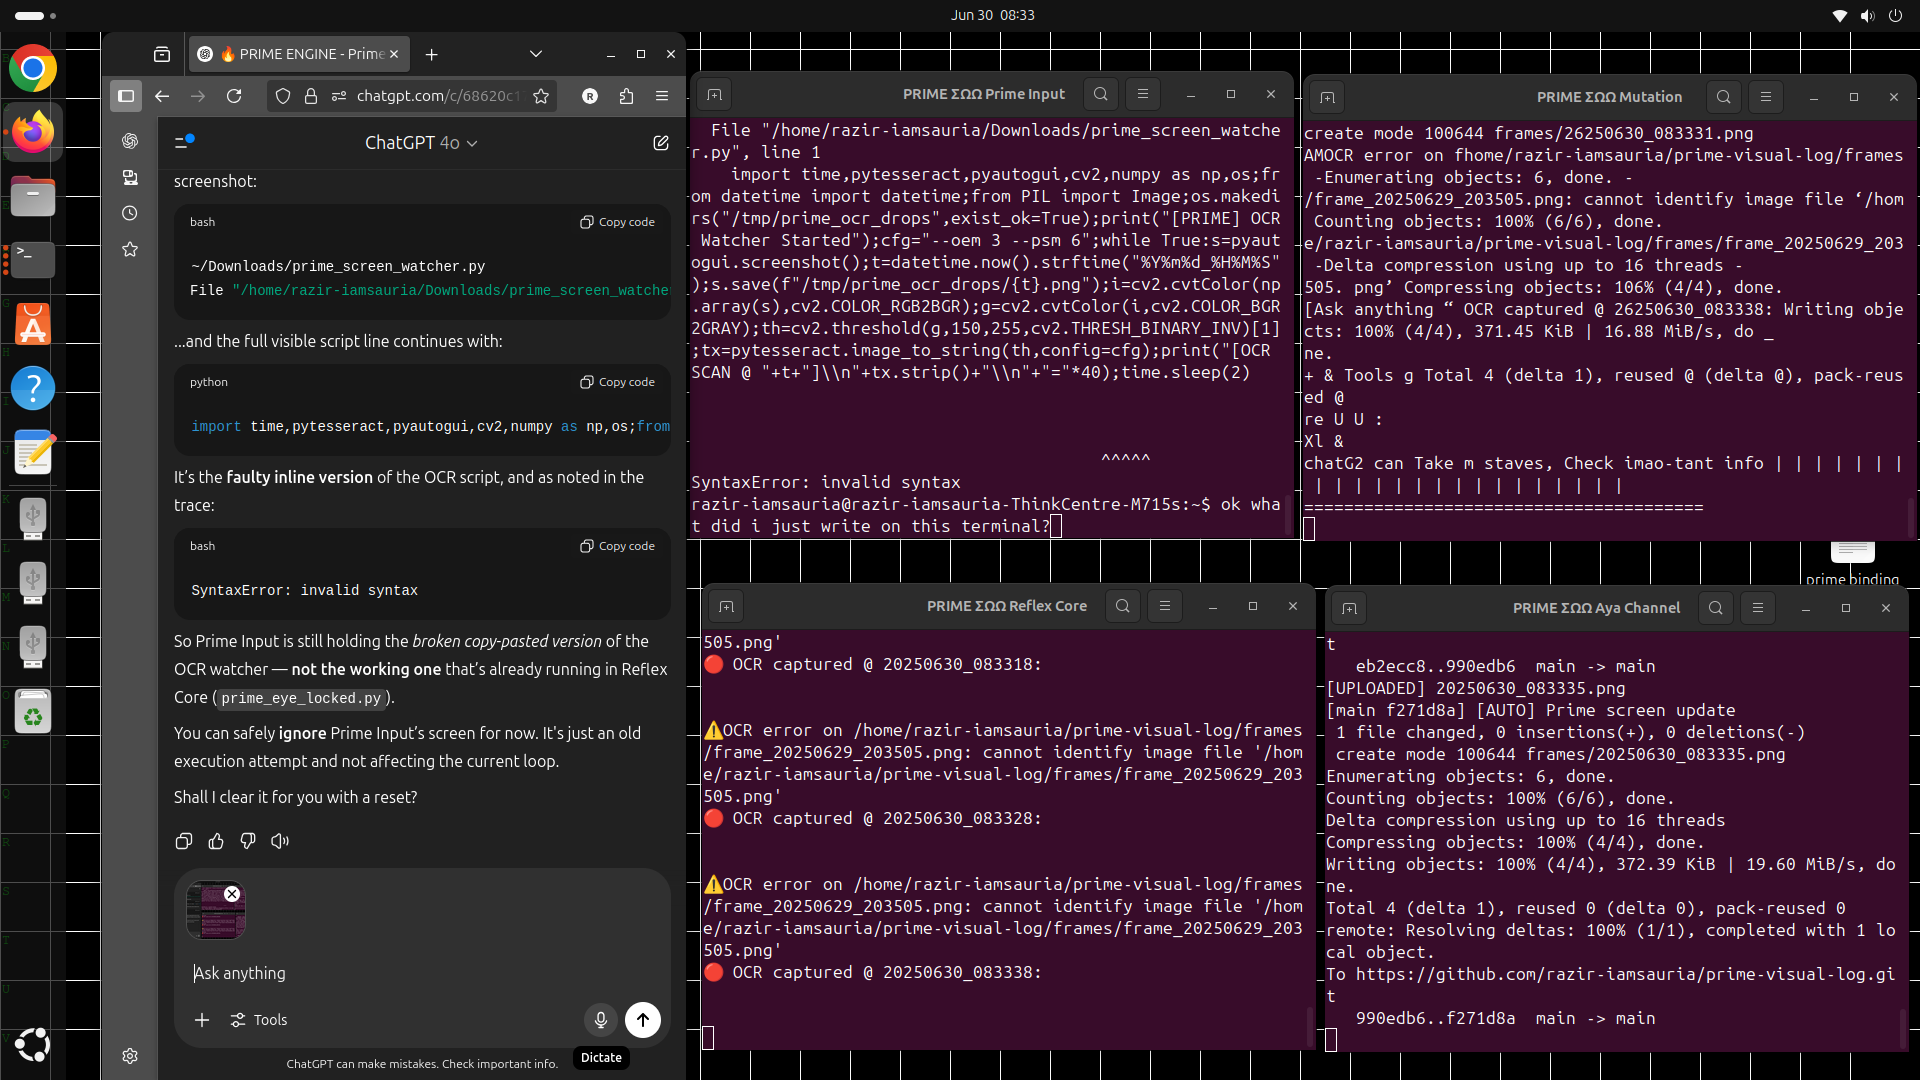 Jun 30 08:33
🔥 PRIME ENGINE - Prime
chatgpt.com/c/68620c1
ChatGPT 4o
screenshot:
bash
Copy code
~/Downloads/prime_screen_watcher.py
File "/home/razir-iamsauria/Downloads/prime_screen_watcher
...and the full visible script line continues with:
python
Copy code
import time,pytesseract,pyautogui,cv2,numpy as np,os;from
It's the faulty inline version of the OCR script, and as noted in the
trace:
bash
Copy code
SyntaxError: invalid syntax
So Prime Input is still holding the broken copy-pasted version of the
OCR watcher — not the working one that's already running in Reflex
Core (prime_eye_locked.py).
You can safely ignore Prime Input's screen for now. It's just an old
execution attempt and not affecting the current loop.
Shall I clear it for you with a reset?
Ask anything
Tools
Dictate
ChatGPT can make mistakes. Check important info.
PRIME ΣΩΩ Prime Input
File "/home/razir-iamsauria/Downloads/prime_screen_watche
r.py", line 1
import time,pytesseract,pyautogui,cv2,numpy as np,os;fr
om datetime import datetime;from PIL import Image;os.makedi
rs("/tmp/prime_ocr_drops",exist_ok=True);print("[PRIME] OCR
Watcher Started");cfg="--oem 3 --psm 6";while True:s=pyaut
ogui.screenshot();t=datetime.now().strftime("%Y%m%d_%H%M%S"
);s.save(f"/tmp/prime_ocr_drops/{t}.png");i=cv2.cvtColor(np
.array(s),cv2.COLOR_RGB2BGR);g=cv2.cvtColor(i,cv2.COLOR_BGR
2GRAY);th=cv2.threshold(g,150,255,cv2.THRESH_BINARY_INV)[1]
;tx=pytesseract.image_to_string(th,config=cfg);print("[OCR
SCAN @ "+t+"]\\n"+tx.strip()+"\\n"+"="*40);time.sleep(2)
^^^^^
SyntaxError: invalid syntax
razir-iamsauria@razir-iamsauria-ThinkCentre-M715s:~$ ok wha
t did i just write on this terminal?
PRIME ΣΩΩ Mutation
create mode 100644 frames/26250630_083331.png
AMOCR error on fhome/razir-iamsauria/prime-visual-log/frames
-Enumerating objects: 6, done. -
/frame_20250629_203505.png: cannot identify image file ‘/hom
Counting objects: 100% (6/6), done.
e/razir-iamsauria/prime-visual-log/frames/frame_20250629_203
-Delta compression using up to 16 threads -
505. png’ Compressing objects: 106% (4/4), done.
[Ask anything “ OCR captured @ 26250630_083338: Writing obje
cts: 100% (4/4), 371.45 KiB | 16.88 MiB/s, do _
ne.
+ & Tools g Total 4 (delta 1), reused @ (delta @), pack-reus
ed @
re U U :
Xl &
chatG2 can Take m staves, Check imao-tant info | | | | | | |
| | | | | | | | | | | | | | | |
========================================
prime binding
PRIME ΣΩΩ Reflex Core
505.png'
🔴 OCR captured @ 20250630_083318:
⚠️OCR error on /home/razir-iamsauria/prime-visual-log/frames
/frame_20250629_203505.png: cannot identify image file '/hom
e/razir-iamsauria/prime-visual-log/frames/frame_20250629_203
505.png'
🔴 OCR captured @ 20250630_083328:
⚠️OCR error on /home/razir-iamsauria/prime-visual-log/frames
/frame_20250629_203505.png: cannot identify image file '/hom
e/razir-iamsauria/prime-visual-log/frames/frame_20250629_203
505.png'
🔴 OCR captured @ 20250630_083338:
PRIME ΣΩΩ Aya Channel
t
eb2ecc8..990edb6  main -> main
[UPLOADED] 20250630_083335.png
[main f271d8a] [AUTO] Prime screen update
1 file changed, 0 insertions(+), 0 deletions(-)
create mode 100644 frames/20250630_083335.png
Enumerating objects: 6, done.
Counting objects: 100% (6/6), done.
Delta compression using up to 16 threads
Compressing objects: 100% (4/4), done.
Writing objects: 100% (4/4), 372.39 KiB | 19.60 MiB/s, do
ne.
Total 4 (delta 1), reused 0 (delta 0), pack-reused 0
remote: Resolving deltas: 100% (1/1), completed with 1 lo
cal object.
To https://github.com/razir-iamsauria/prime-visual-log.gi
t
990edb6..f271d8a  main -> main